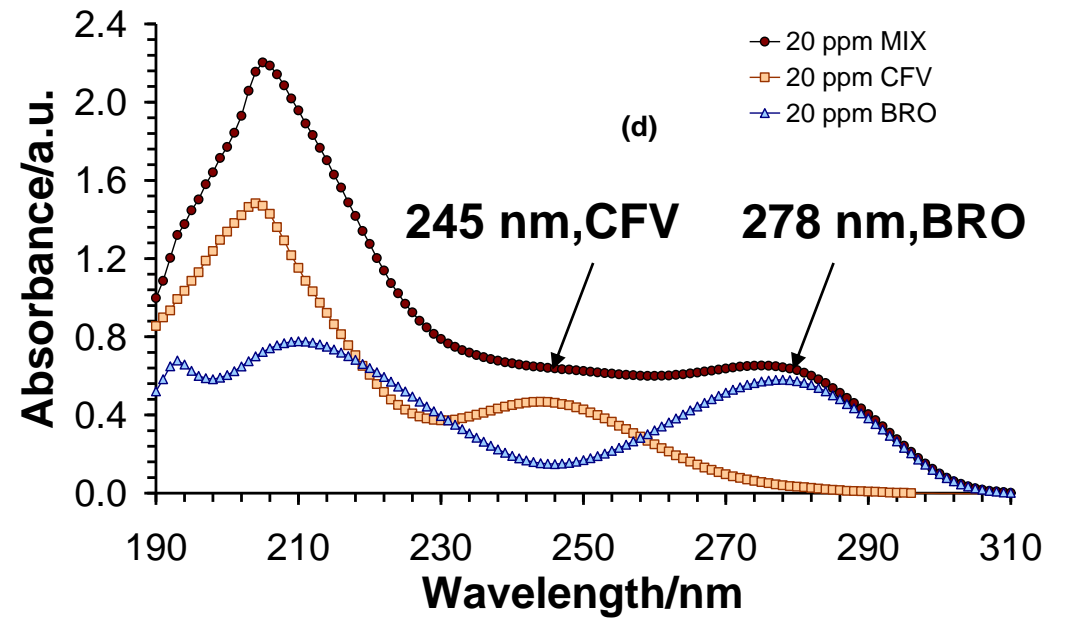 2.4
2.0
1.6
1.2
0.8
0.4
0.0
Absorbance/a.u.
20 ppm MIX
20 ppm CFV
20 ppm BRO
(d)
245 nm,CFV
278 nm,BRO
190
210
230
250
270
290
310
Wavelength/nm